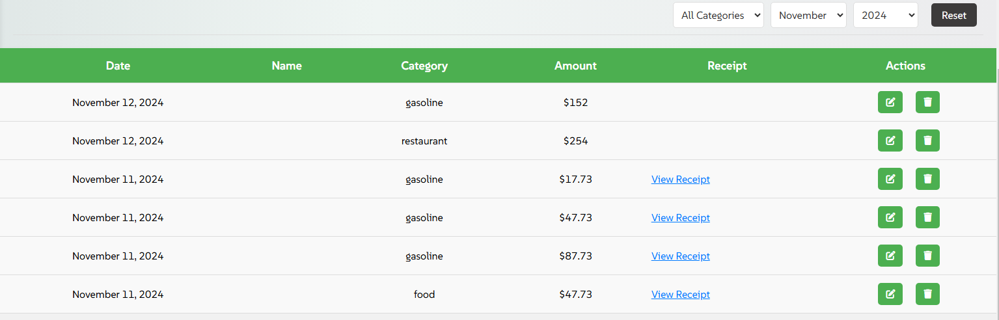 All Categories November 2024 Reset
Date Name Category Amount Receipt Actions
November 12, 2024 gasoline $152
November 12, 2024 restaurant $254
November 11, 2024 gasoline $17.73 View Receipt
November 11, 2024 gasoline $47.73 View Receipt
November 11, 2024 gasoline $87.73 View Receipt
November 11, 2024 food $47.73 View Receipt